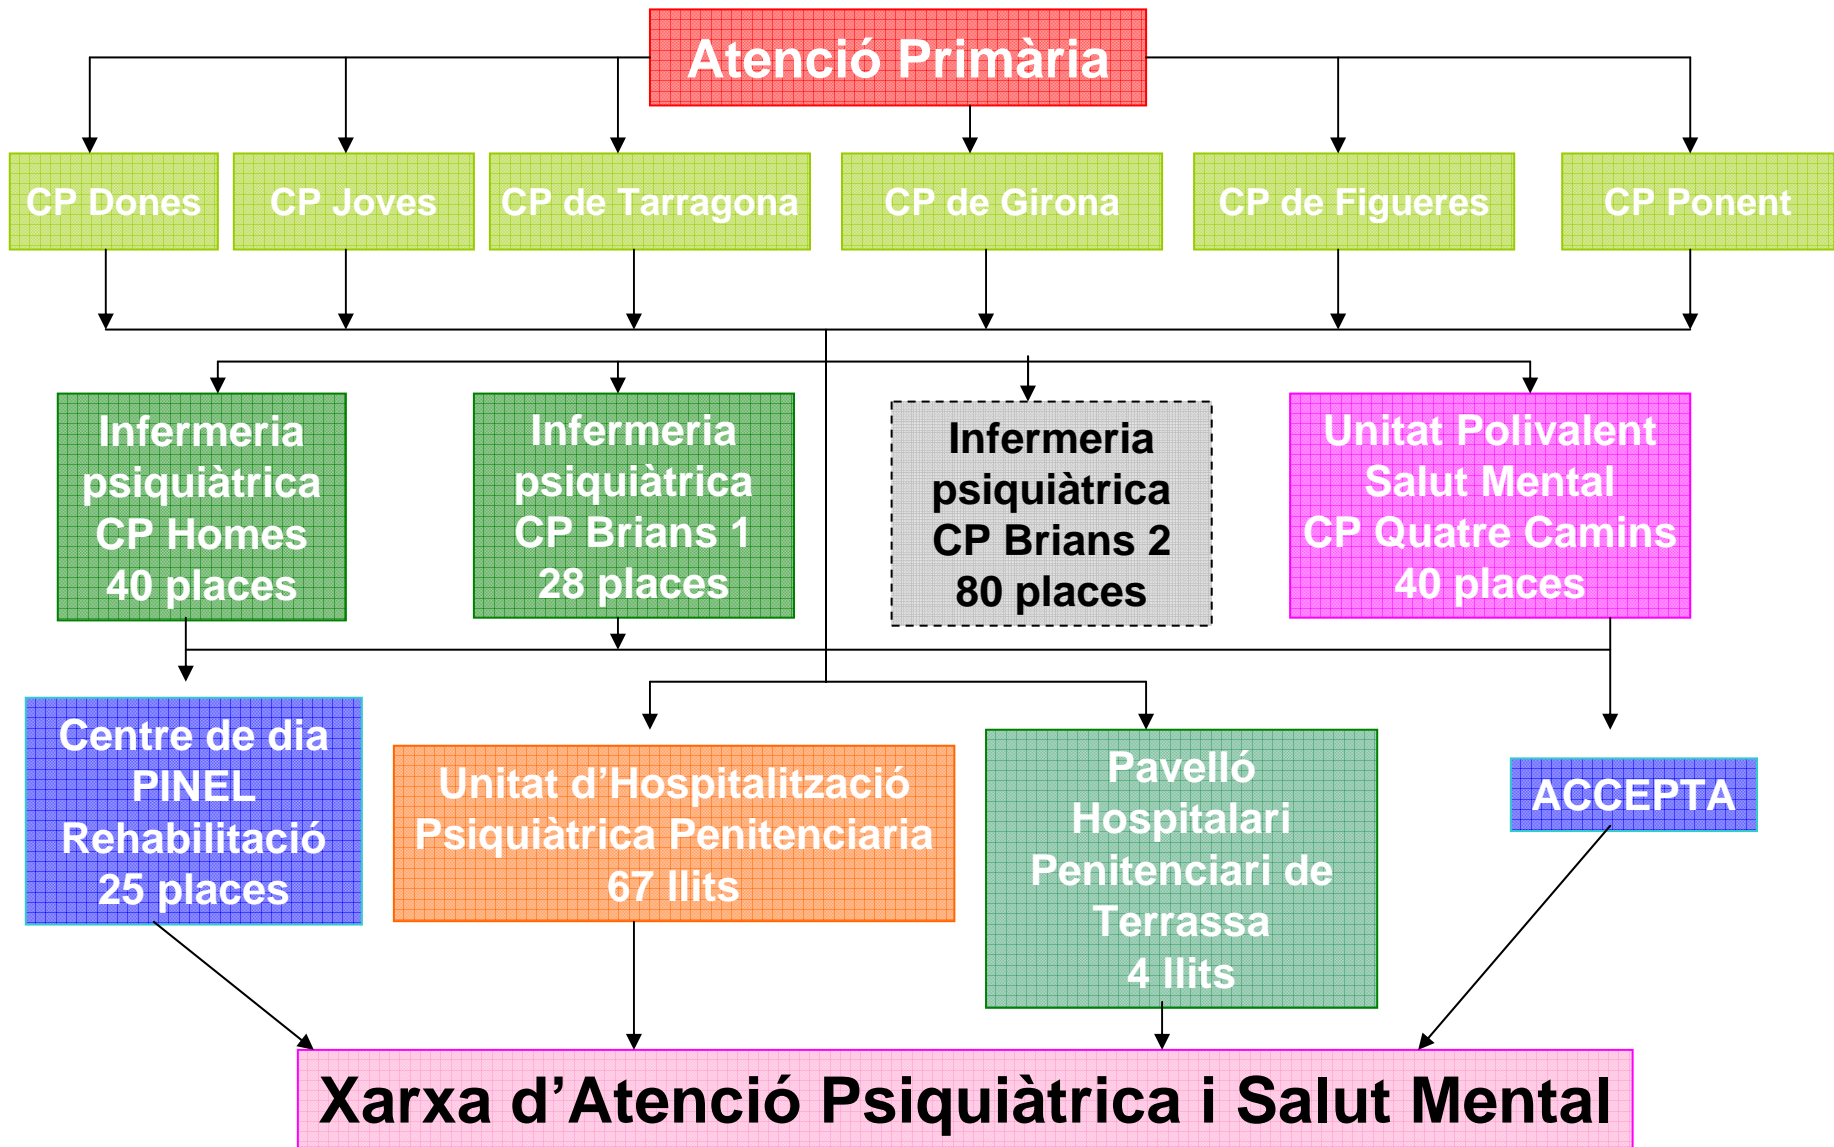 Atenció Primària
CP Dones
CP Joves
CP de Tarragona
CP de Girona
CP de Figueres
CP Ponent
Infermeria
psiquiàtrica
CP Homes
40 places
Infermeria
psiquiàtrica
CP Brians 1
28 places
Infermeria
psiquiàtrica
CP Brians 2
80 places
Unitat Polivalent
Salut Mental
CP Quatre Camins
40 places
Centre de dia
PINEL
Rehabilitació
25 places
Unitat d’Hospitalització
Psiquiàtrica Penitenciaria
67 llits
Pavelló
Hospitalari
Penitenciari de
Terrassa
4 llits
ACCEPTA
Xarxa d’Atenció Psiquiàtrica i Salut Mental